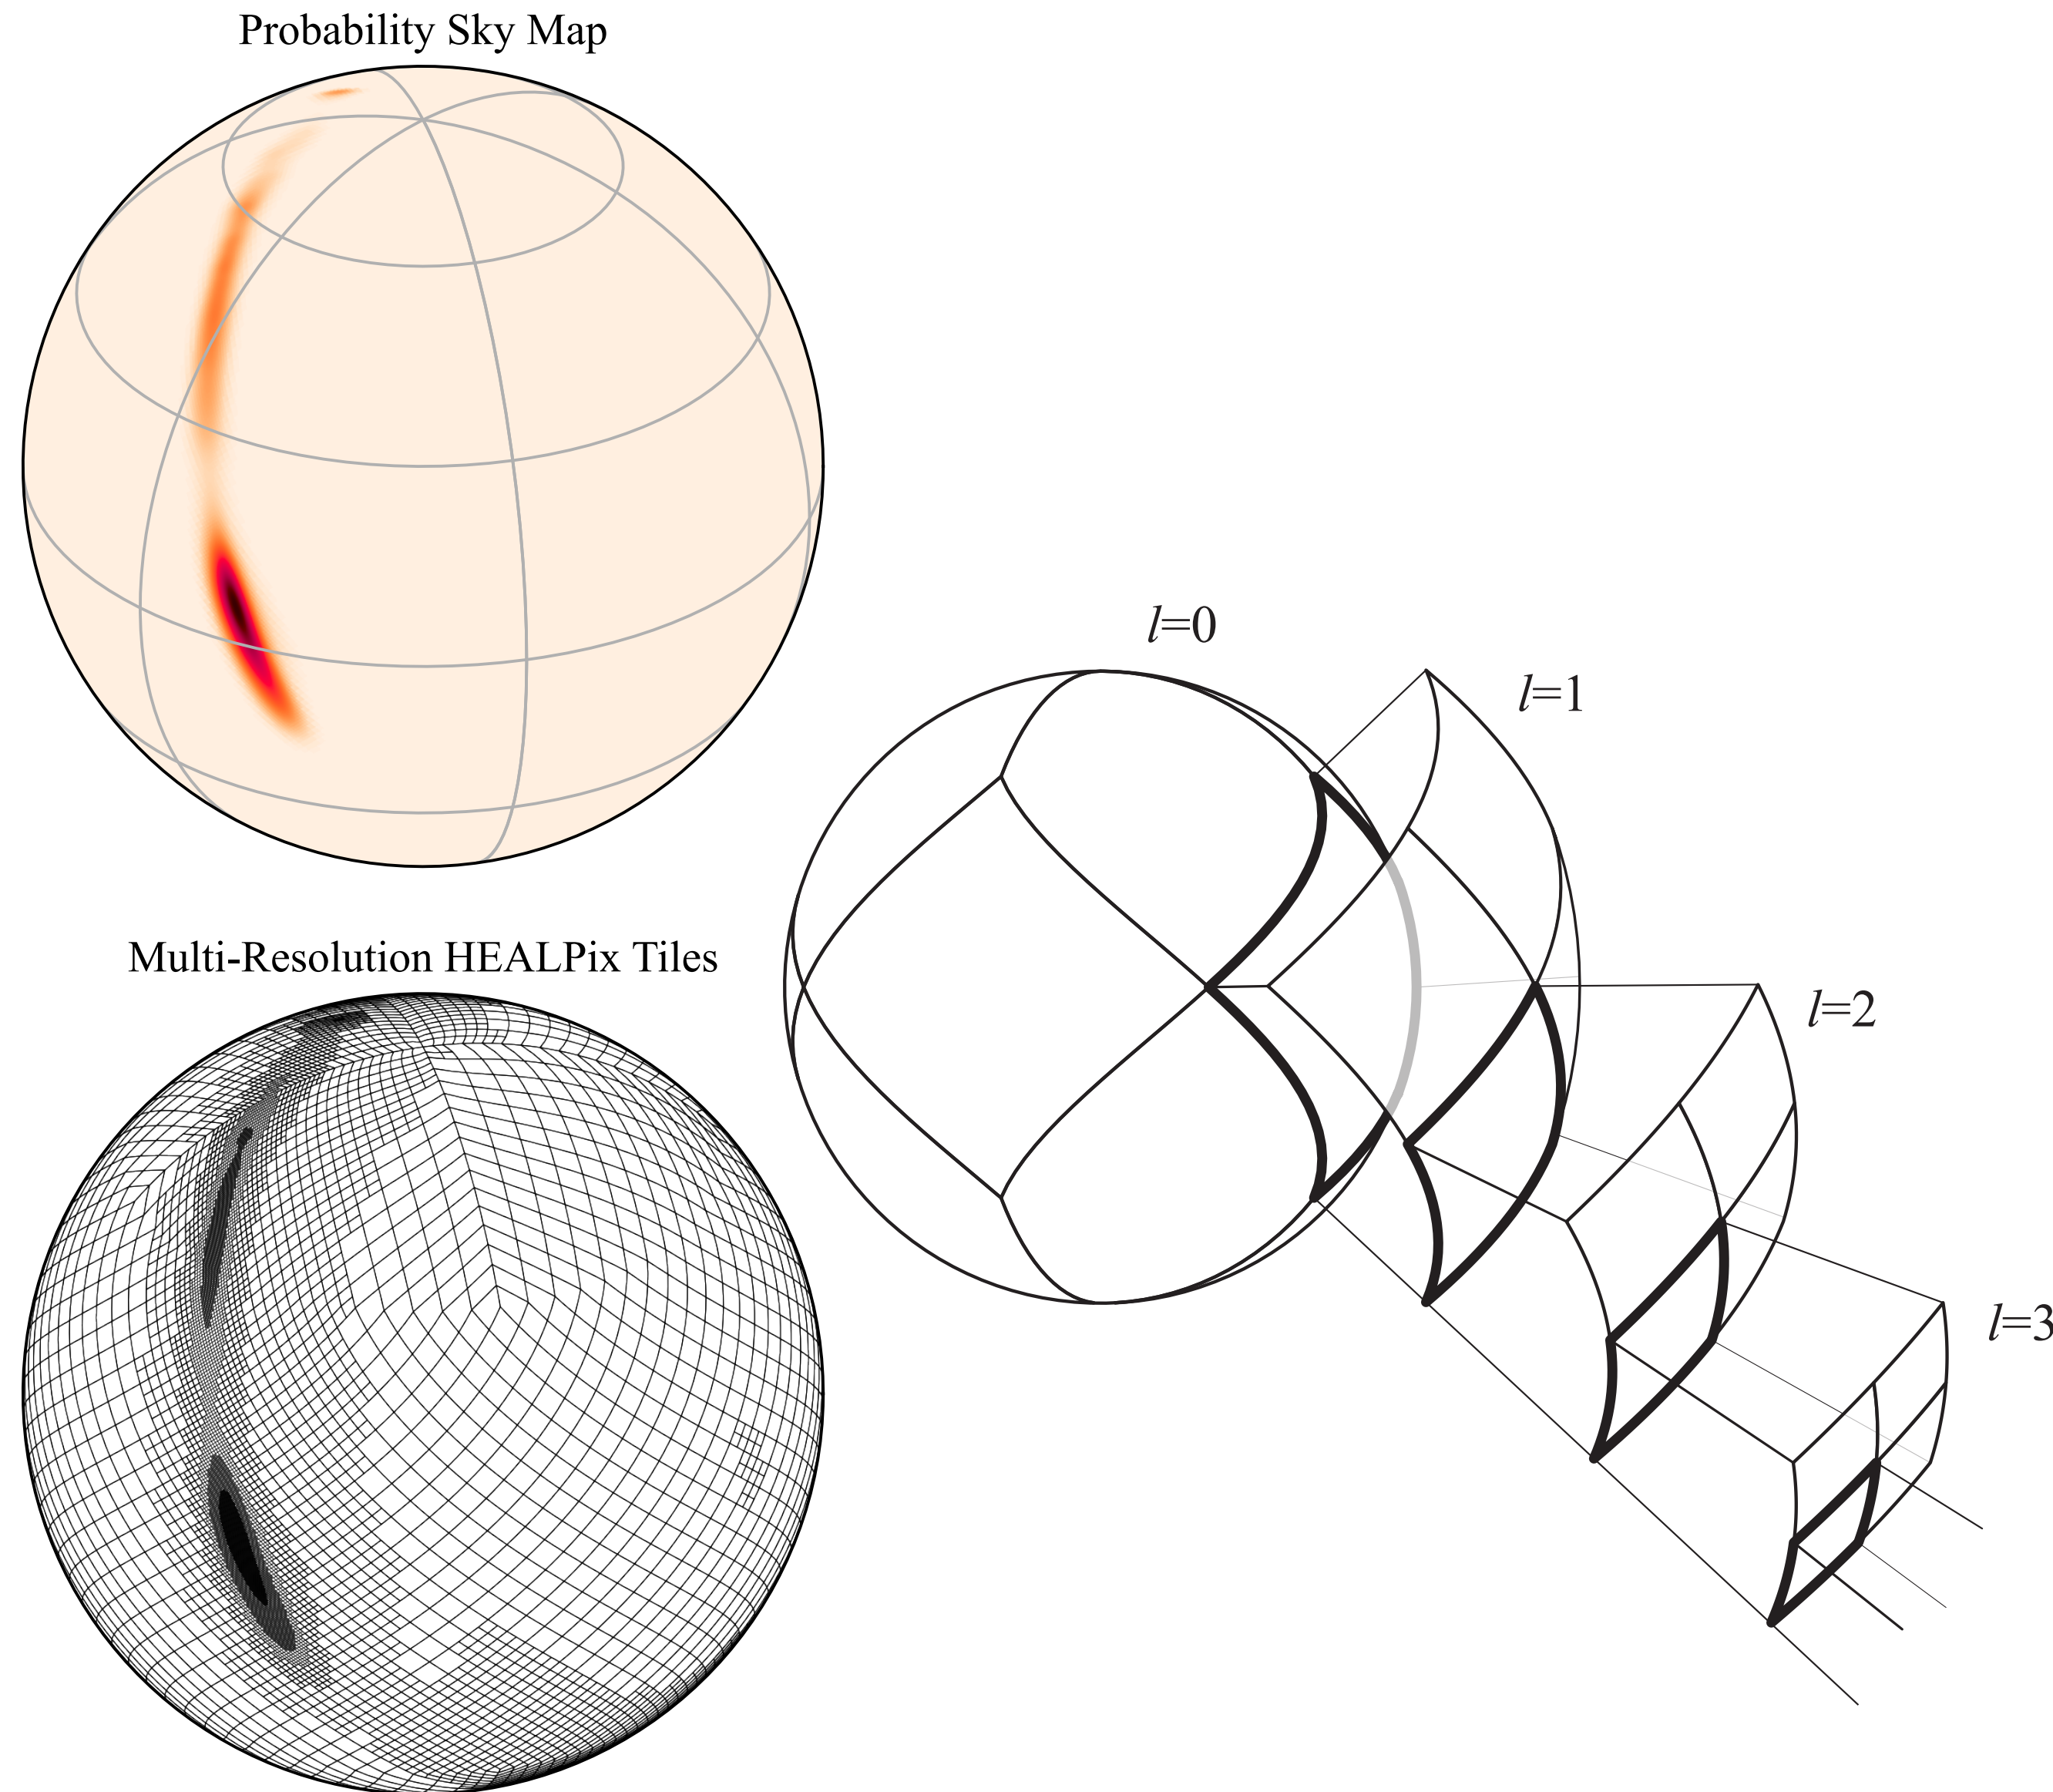 Probability Sky Map
l=0
l=1
Multi-Resolution HEALPix Tiles
l=2
l=3